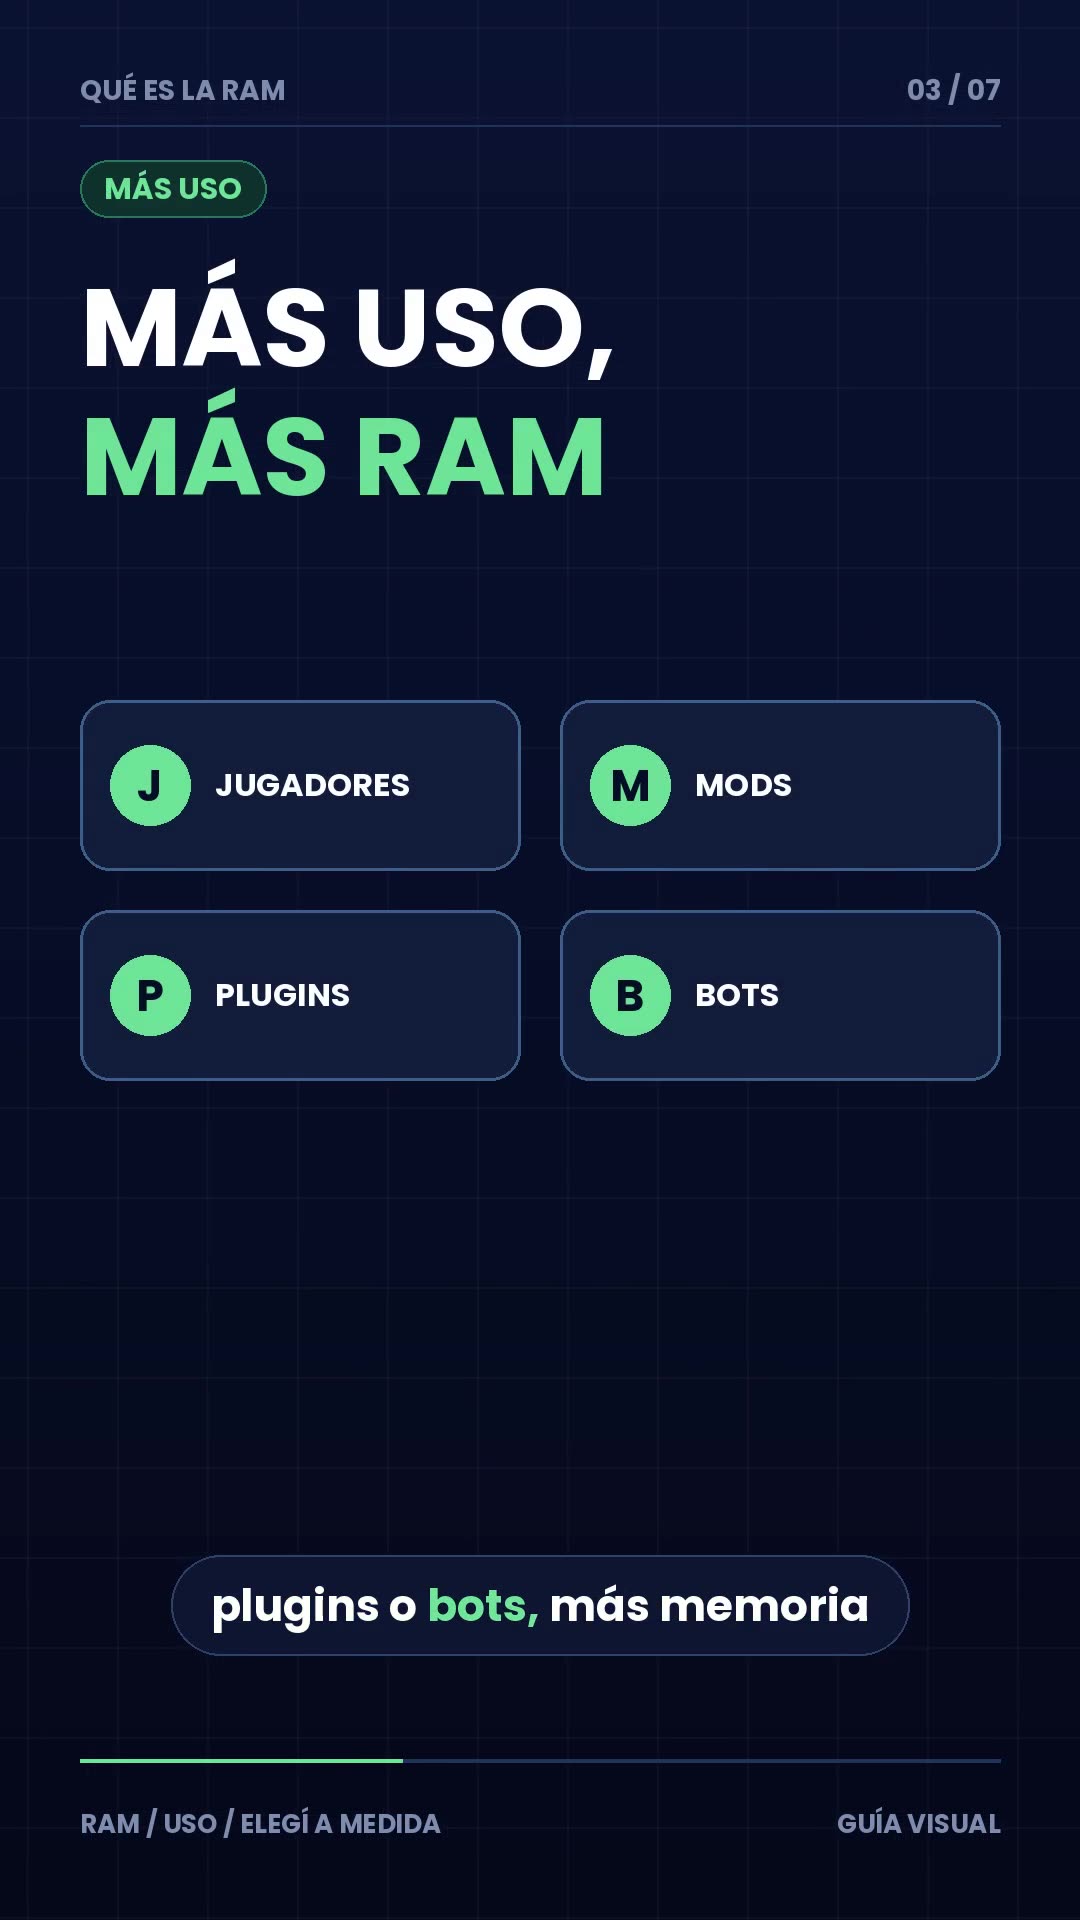 QUÉ ES LA RAM
03 / 07
MÁS USO
MÁS USO,
MÁS RAM
J JUGADORES
M MODS
P PLUGINS
B BOTS
plugins o bots, más memoria
RAM / USO / ELEGÍ A MEDIDA
GUÍA VISUAL